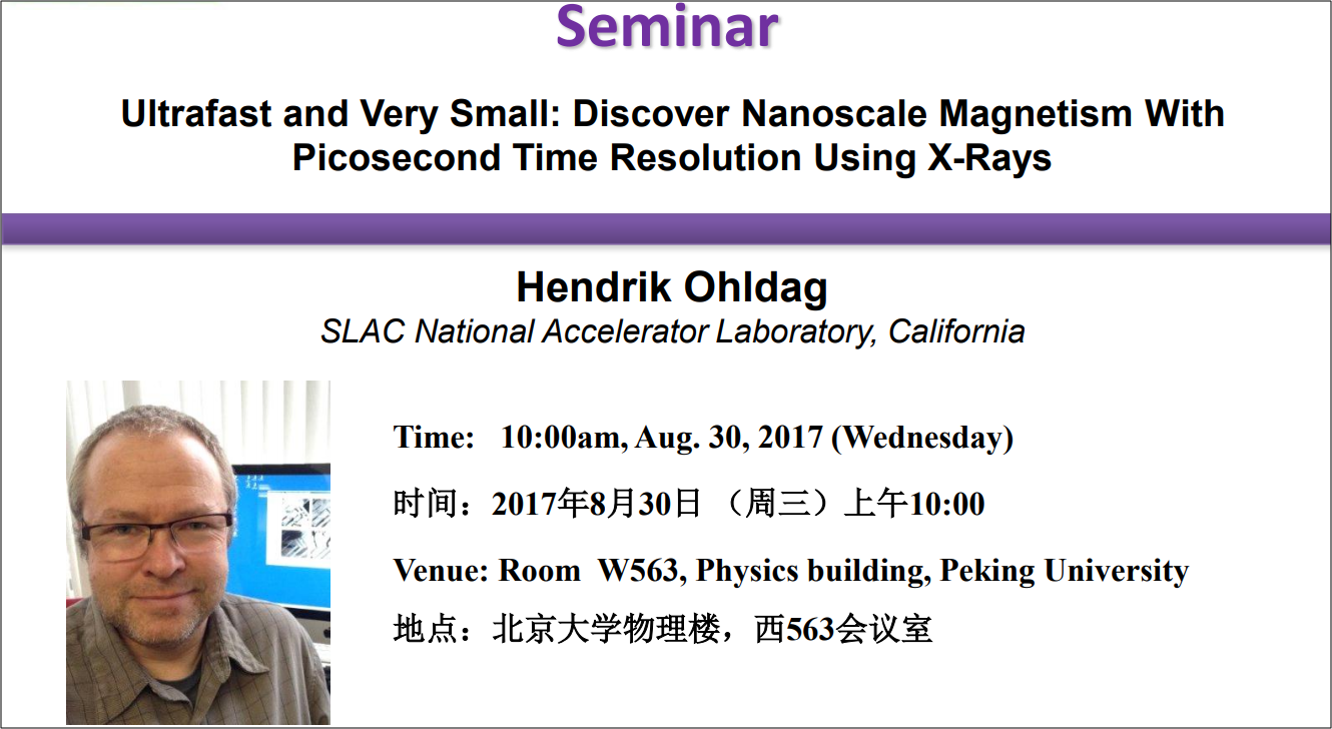 Seminar
Ultrafast and Very Small: Discover Nanoscale Magnetism With
Picosecond Time Resolution Using X-Rays
Hendrik Ohldag
SLAC National Accelerator Laboratory, California
Time: 10:00am, Aug. 30, 2017 (Wednesday)
时间：2017年8月30日 （周三）上午10:00
Venue: Room W563, Physics building, Peking University
地点：北京大学物理楼，西563会议室